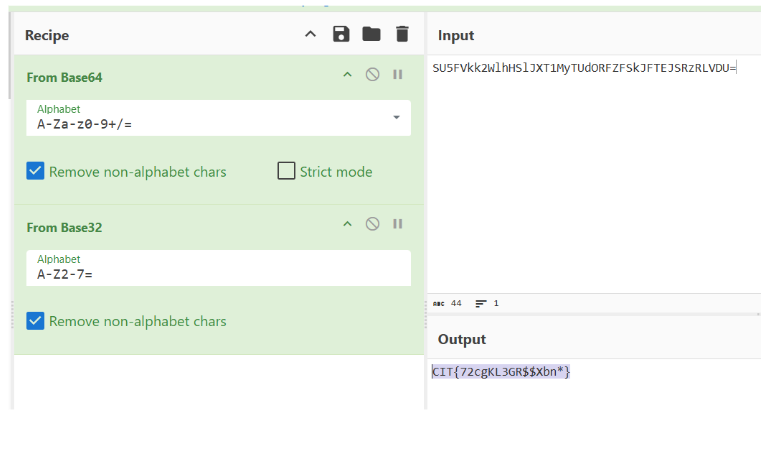 Recipe
Input
From Base64
Alphabet
A-Za-z0-9+/=
Remove non-alphabet chars
Strict mode
From Base32
Alphabet
A-Z2-7=
Remove non-alphabet chars
SU5FVkk2WlhHSlJXT1MyTUdORFZFSkJFTEJSRzRLVDU=
ABC 44 1
Output
CIT{72cgKL3GR$$Xbn*}